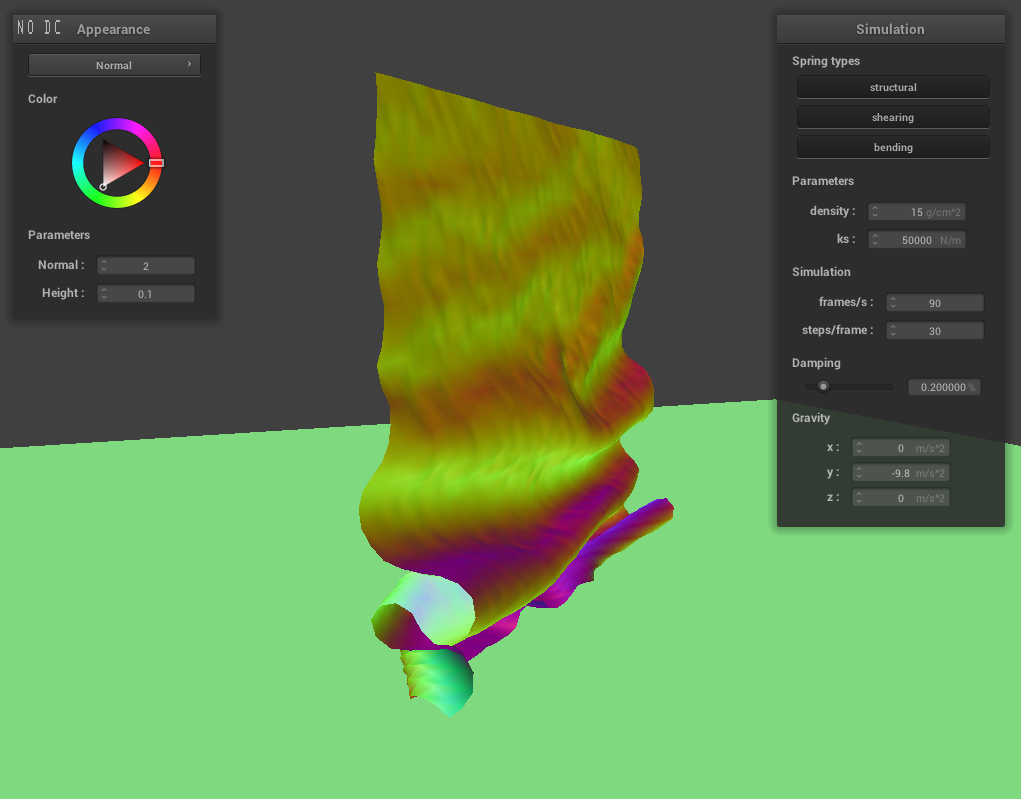 NO DC Appearance
Normal
Color
Parameters
Normal : 2
Height : 0.1
Simulation
Spring types
structural
shearing
bending
Parameters
density : 15 g/cm^2
ks : 50000 N/m
Simulation
frames/s : 90
steps/frame : 30
Damping
0.200000 %
Gravity
x : 0 m/s^2
y : -9.8 m/s^2
z : 0 m/s^2